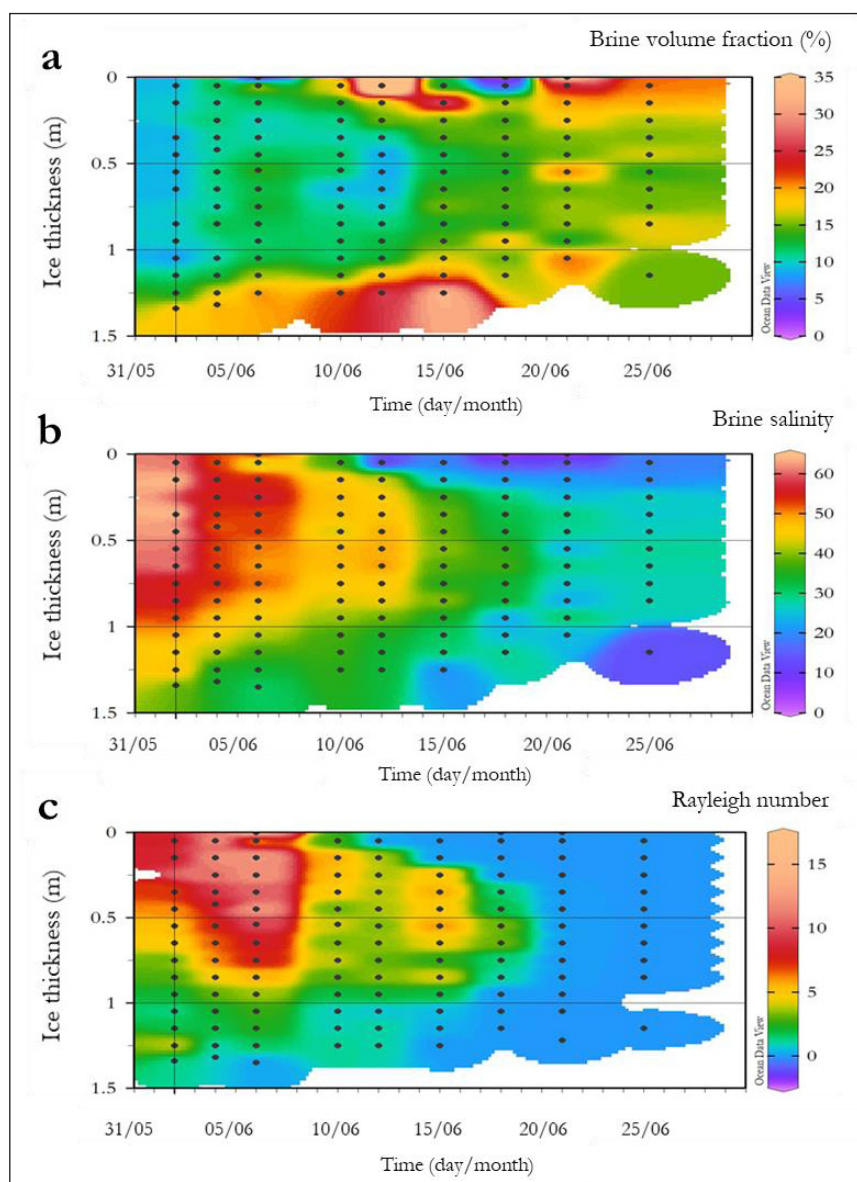 a
Brine volume fraction (%)
Ice thickness (m)
0
0.5
1
1.5
31/05 05/06 10/06 15/06 20/06 25/06
Time (day/month)
35
30
25
20
15
10
5
0
Ocean Data View
b
Brine salinity
Ice thickness (m)
0
0.5
1
1.5
31/05 05/06 10/06 15/06 20/06 25/06
Time (day/month)
60
50
40
30
20
10
0
Ocean Data View
c
Rayleigh number
Ice thickness (m)
0
0.5
1
1.5
31/05 05/06 10/06 15/06 20/06 25/06
Time (day/month)
15
10
5
0
Ocean Data View